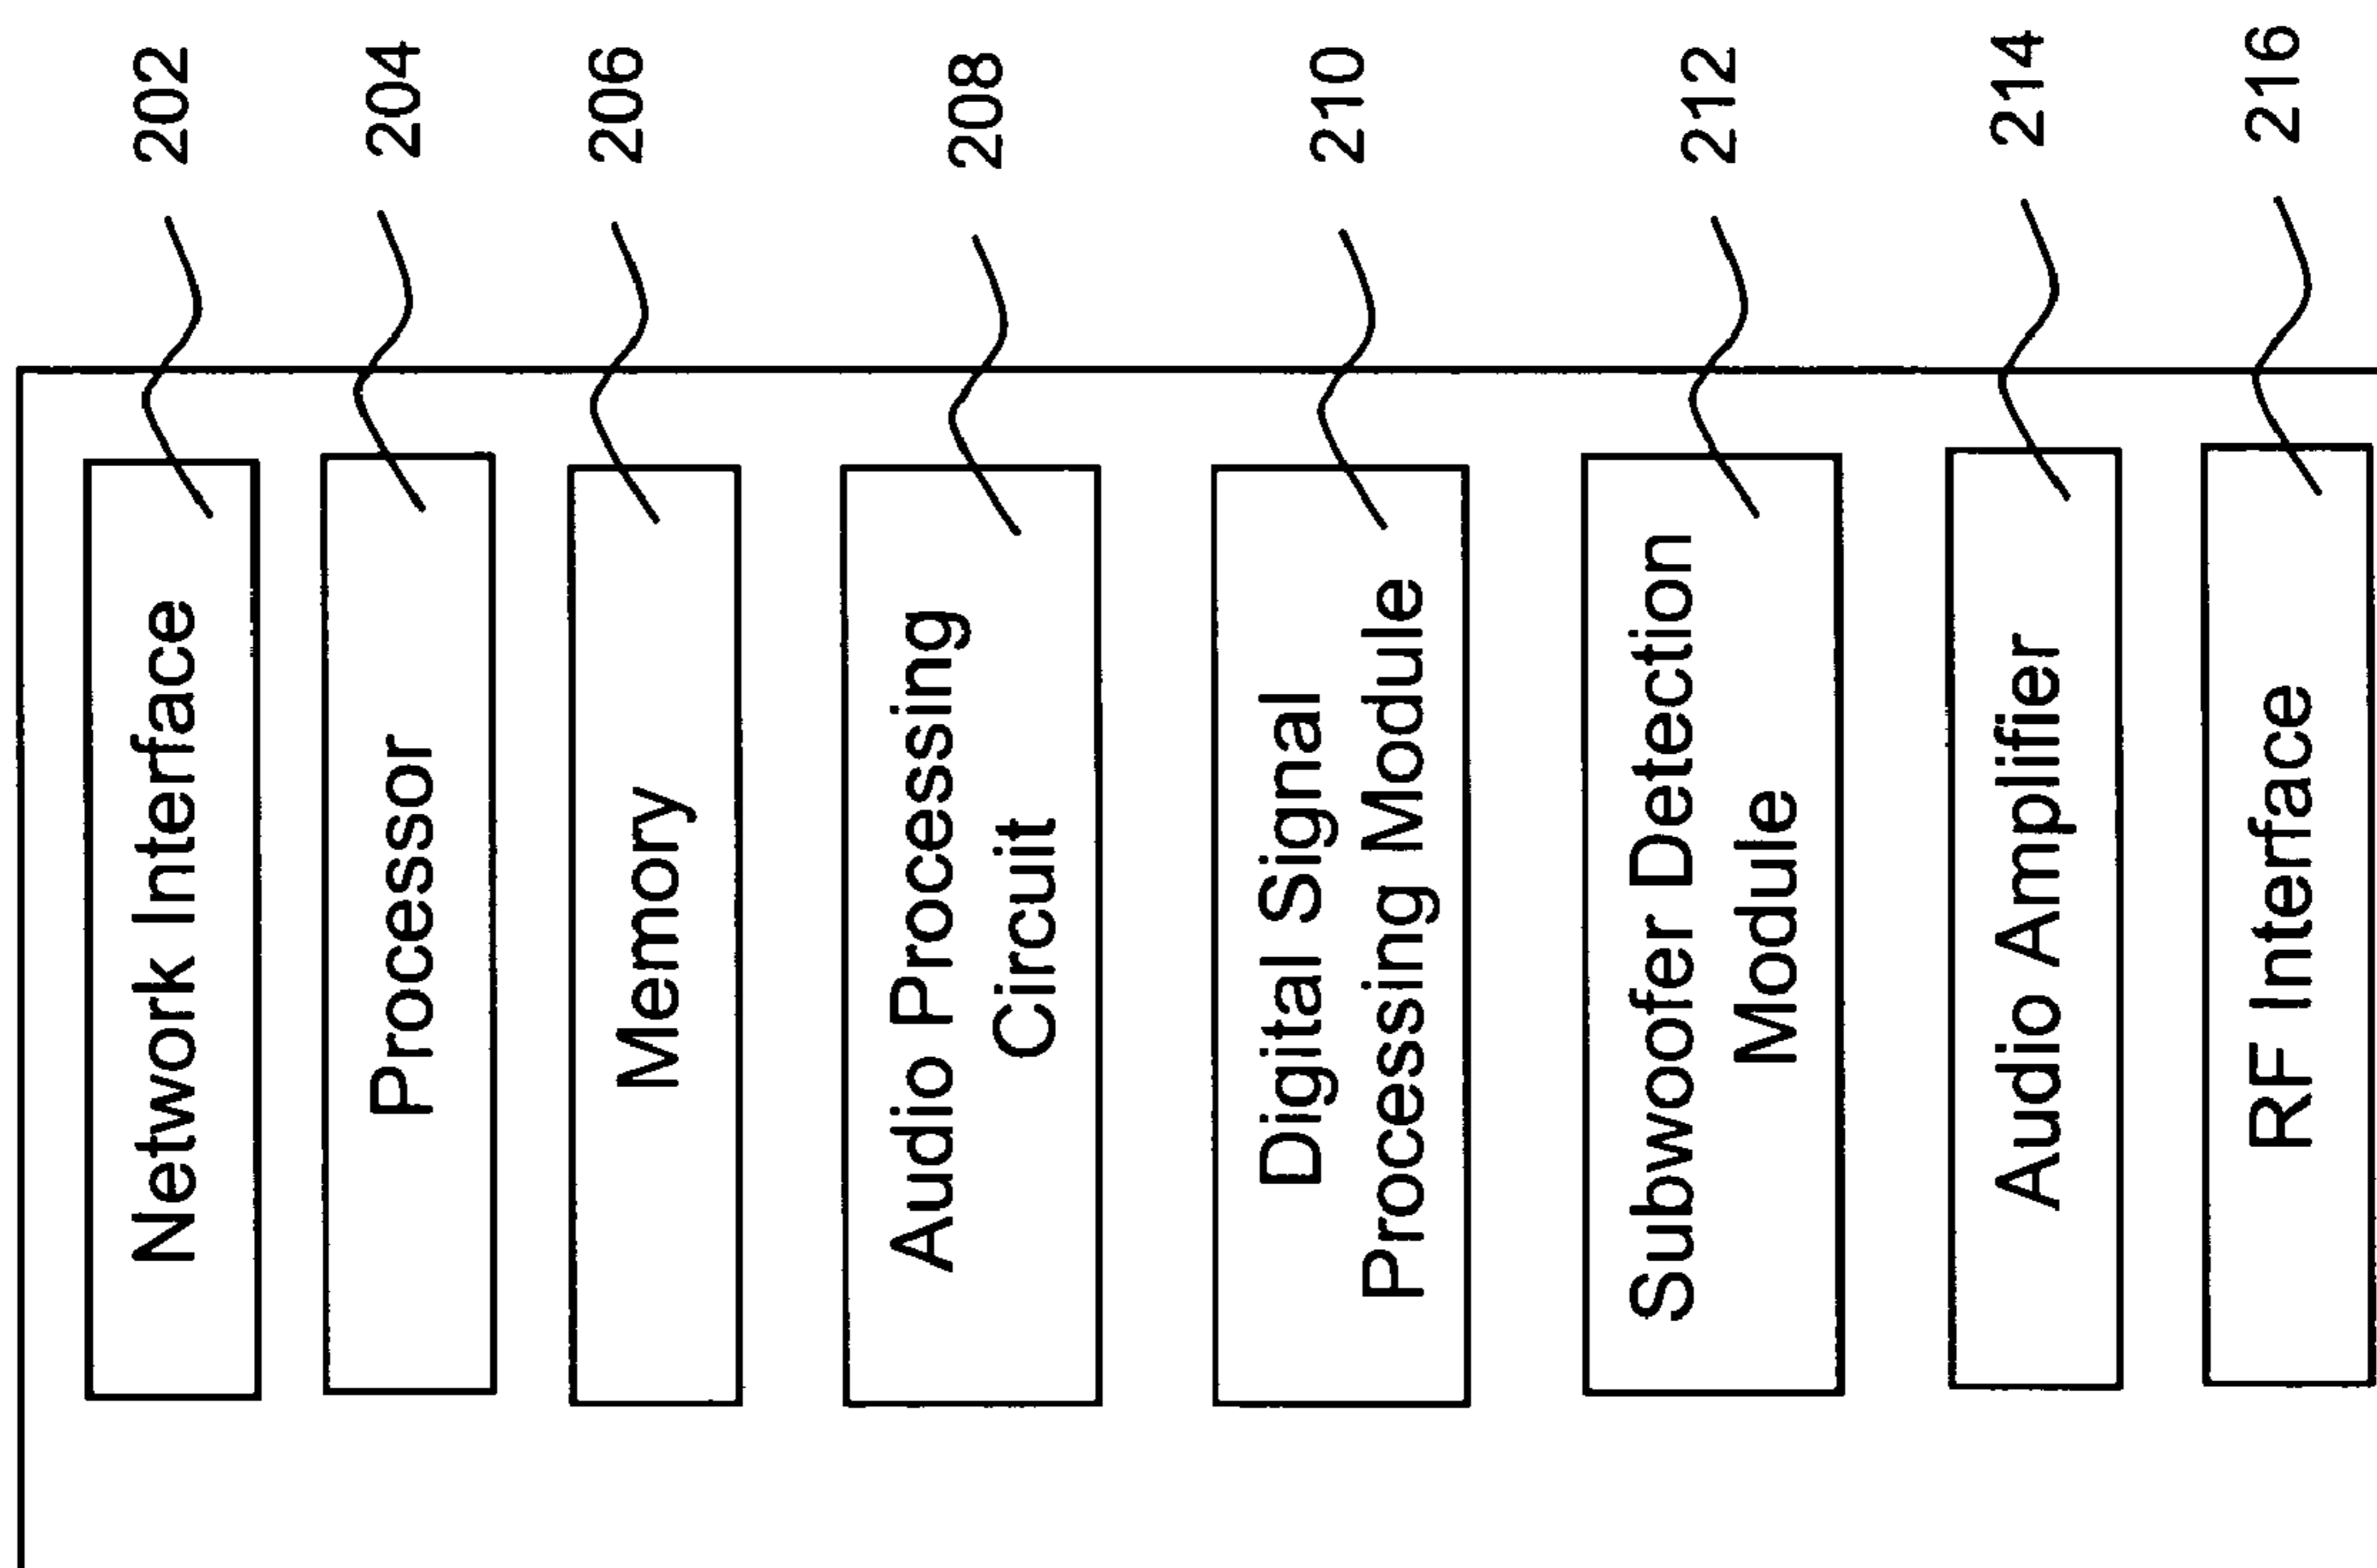 Network Interface
202
Processor
204
Memory
206
Audio Processing
Circuit
208
Digital Signal
Processing Module
210
Subwoofer Detection
Module
212
Audio Amplifier
214
RF Interface
216